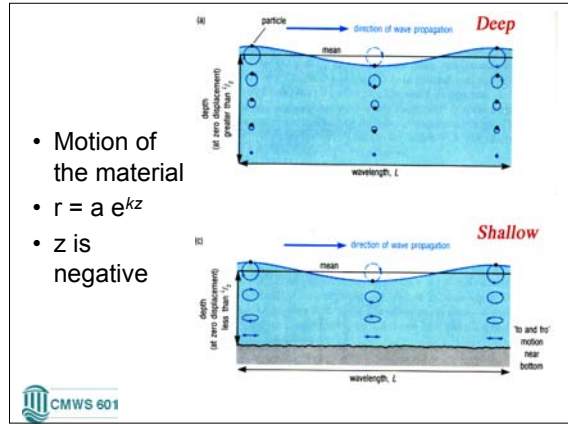 • Motion of
the material
• r = a e^kz
• z is
negative
(a)
particle
direction of wave propagation
Deep
mean
depth
(at zero displacement)
greater than L/2
wavelength, L
(c)
Shallow
direction of wave propagation
mean
depth
(at zero displacement)
less than L/2
'to and fro'
motion
near
bottom
wavelength, L
CMWS 601